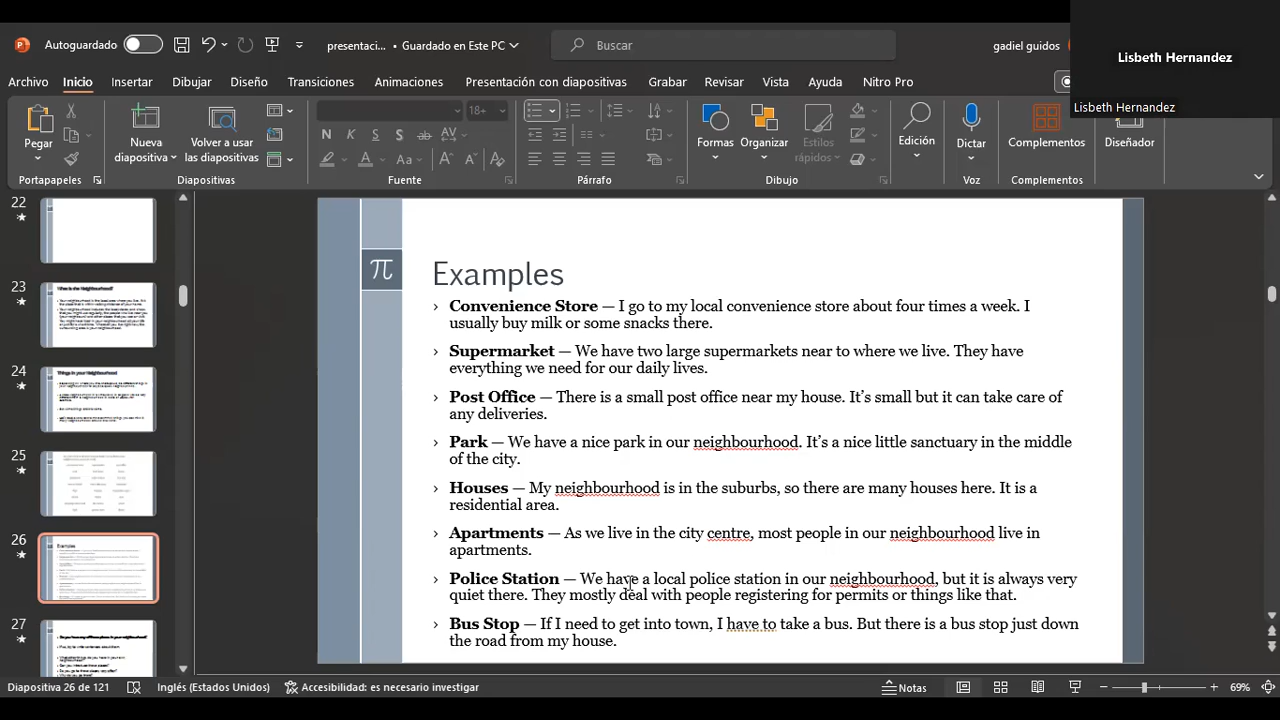 Autoguardado
presentaci... • Guardado en Este PC
Buscar
gadiel guidos
Lisbeth Hernandez
Lisbeth Hernandez
Archivo Inicio Insertar Dibujar Diseño Transiciones Animaciones Presentación con diapositivas Grabar Revisar Vista Ayuda Nitro Pro
18+
Pegar
Nueva diapositiva
Volver a usar las diapositivas
N K S S ab AV
A Aa A A A
Formas Organizar Estilos rápidos
Edición Dictar Complementos Diseñador
Portapapeles Diapositivas Fuente Párrafo Dibujo Voz Complementos
22
23
24
25
26
27
π
Examples
Convenience Store — I go to my local convenience store about four times a week. I
usually buy milk or some snacks there.
Supermarket — We have two large supermarkets near to where we live. They have
everything we need for our daily lives.
Post Office — There is a small post office near my house. It's small but it can take care of
any deliveries.
Park — We have a nice park in our neighbourhood. It's a nice little sanctuary in the middle
of the city.
Houses — My neighbourhood is in the suburbs so there are many houses here. It is a
residential area.
Apartments — As we live in the city centre, most people in our neighbourhood live in
apartments.
Police Station — We have a local police station in our neighbourhood but it is always very
quiet there. They mostly deal with people registering for permits or things like that.
Bus Stop — If I need to get into town, I have to take a bus. But there is a bus stop just down
the road from my house.
Diapositiva 26 de 121 Inglés (Estados Unidos) Accesibilidad: es necesario investigar Notas 69%